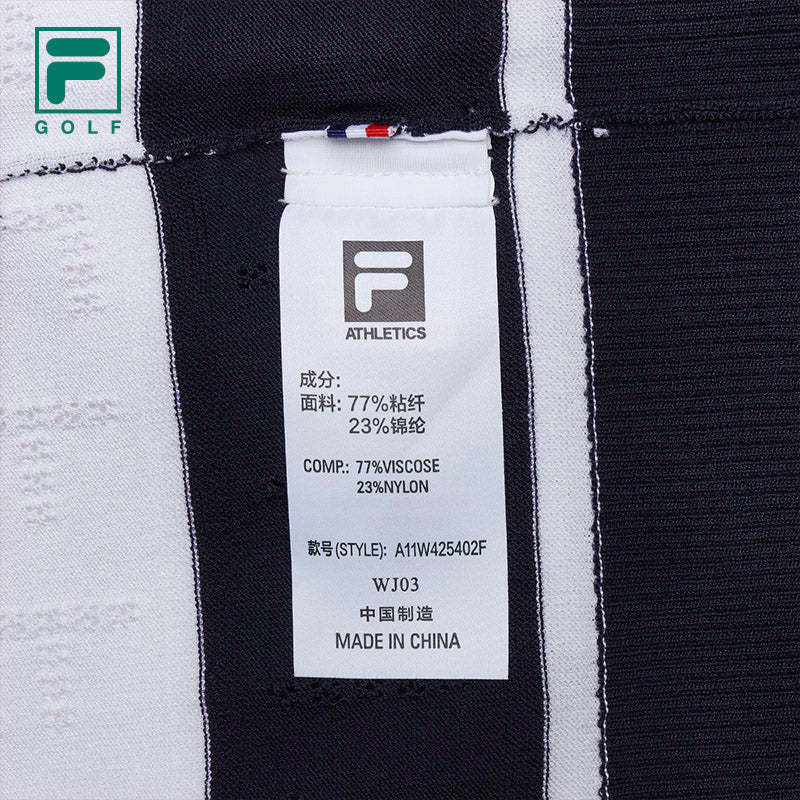 F
GOLF
F
ATHLETICS
成分:
面料: 77%粘纤
23%锦纶
COMP.: 77%VISCOSE
23%NYLON
款号(STYLE): A11W425402F
WJ03
中国制造
MADE IN CHINA